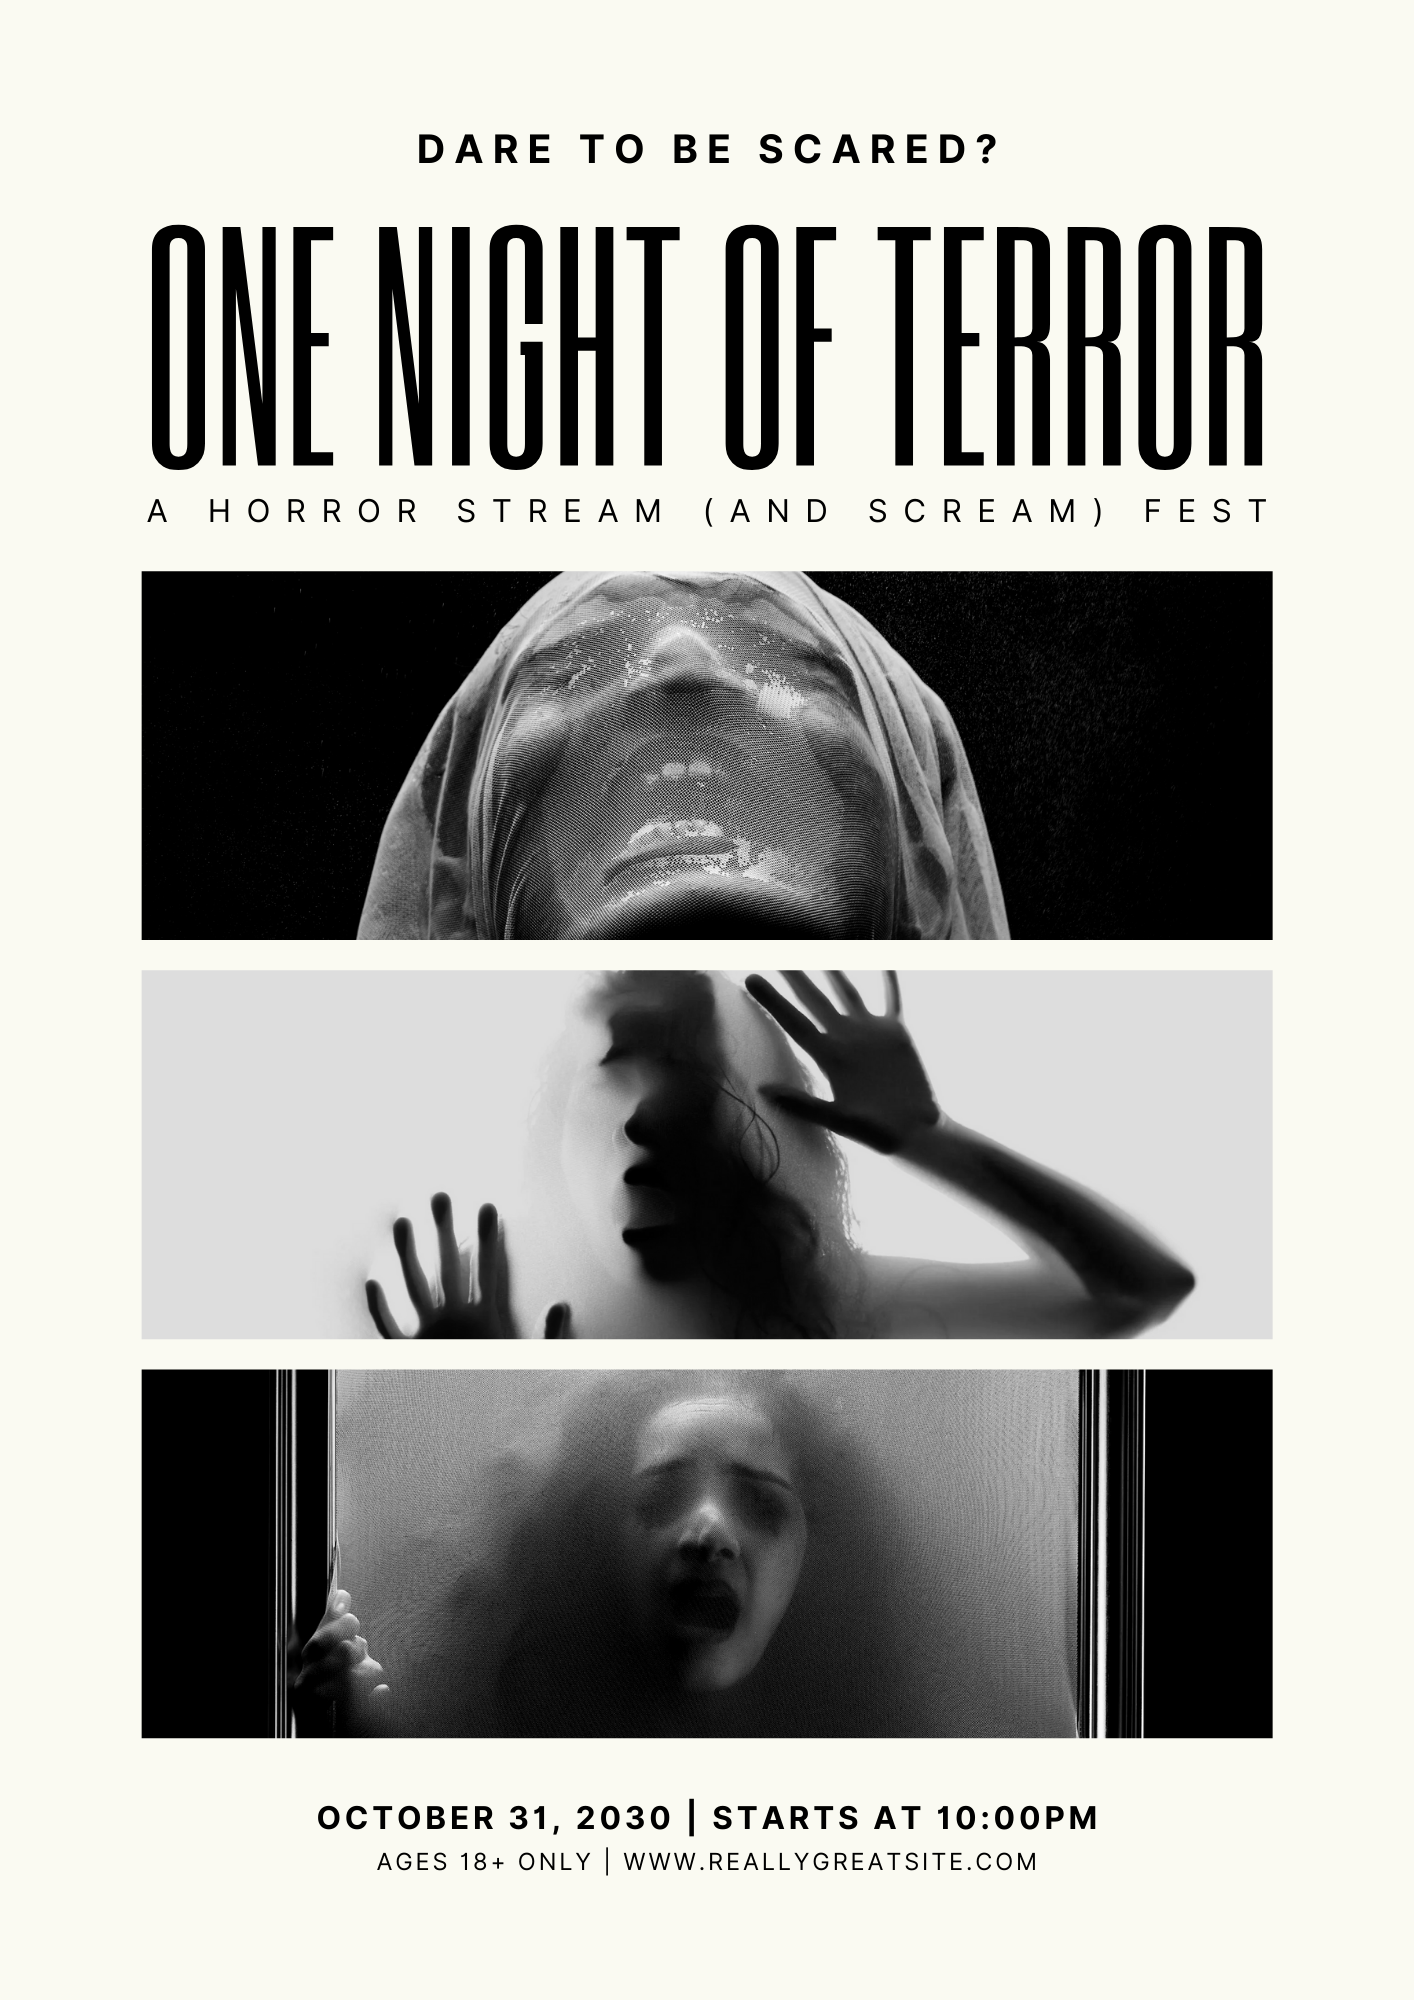 DARE TO BE SCARED?
ONE NIGHT OF TERROR
A HORROR STREAM (AND SCREAM) FEST
OCTOBER 31, 2030 | STARTS AT 10:00PM
AGES 18+ ONLY | WWW.REALLYGREATSITE.COM